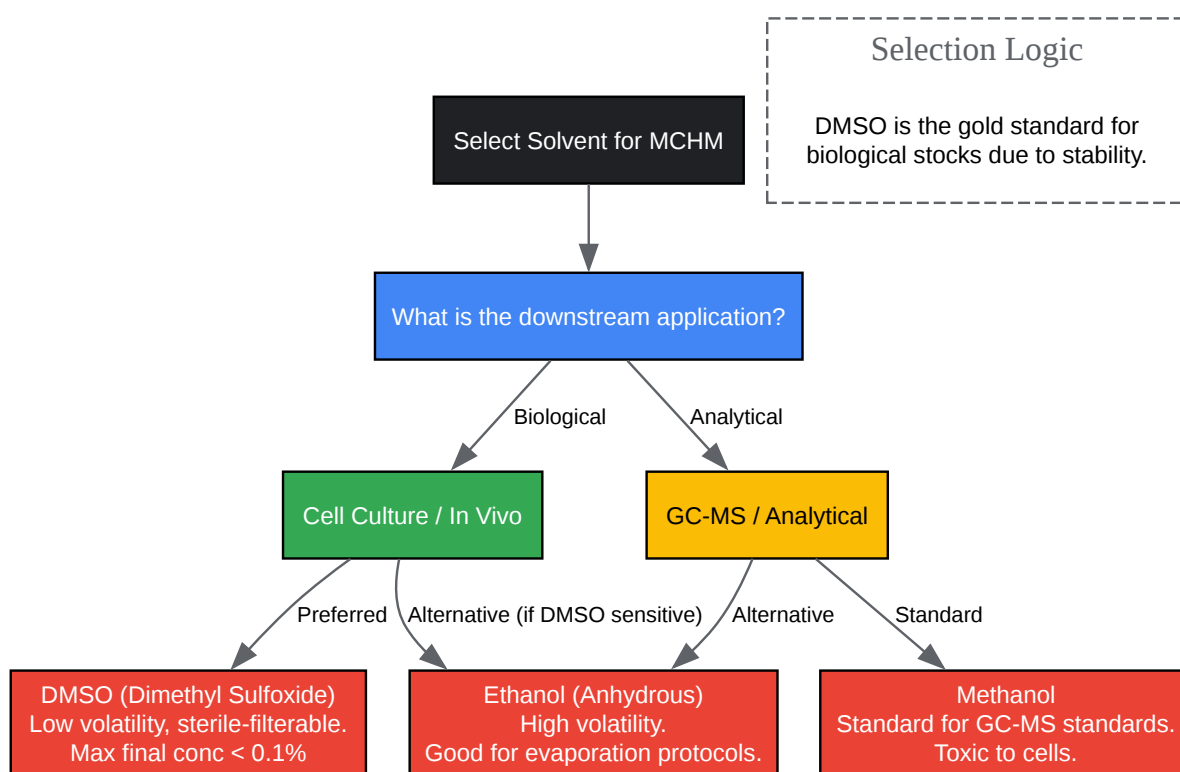 Selection Logic
DMSO is the gold standard for
biological stocks due to stability.
Select Solvent for MCHM
What is the downstream application?
Biological
Analytical
Cell Culture / In Vivo
GC-MS / Analytical
Preferred
Alternative (if DMSO sensitive)
Alternative
Standard
DMSO (Dimethyl Sulfoxide)
Low volatility, sterile-filterable.
Max final conc < 0.1%
Ethanol (Anhydrous)
High volatility.
Good for evaporation protocols.
Methanol
Standard for GC-MS standards.
Toxic to cells.